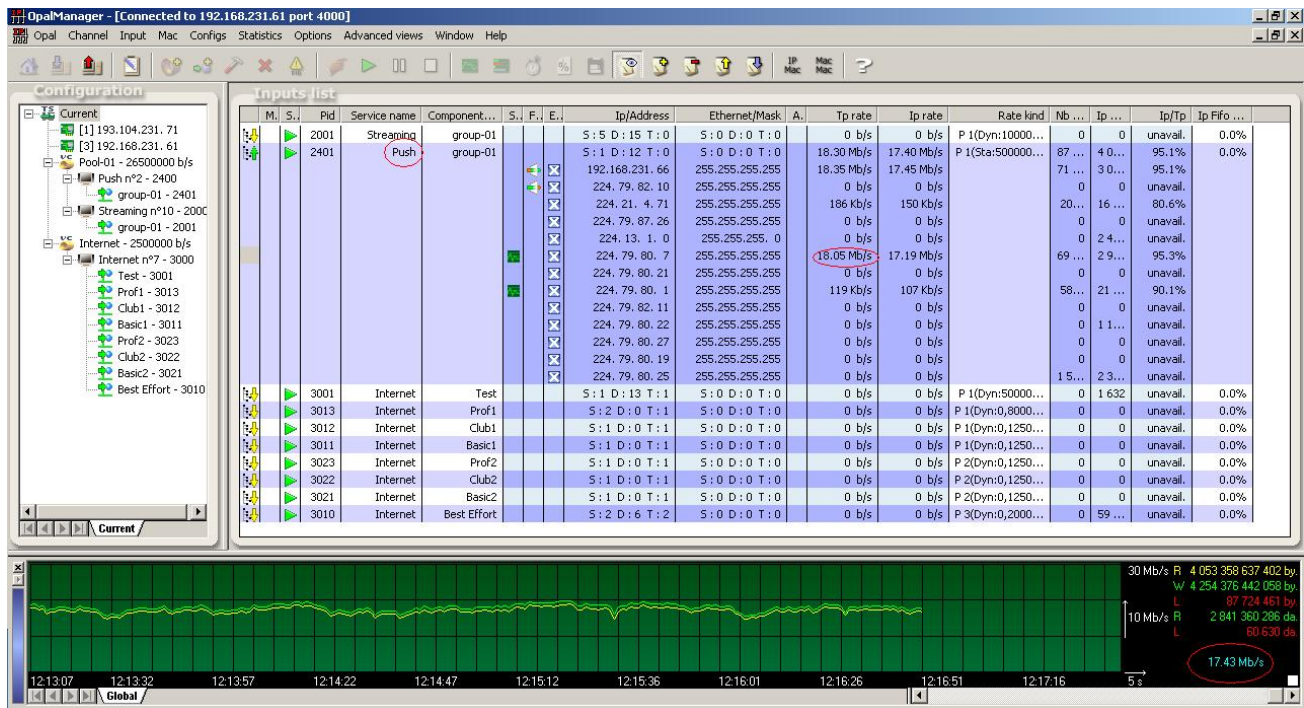 OpalManager - [Connected to 192.168.231.61 port 4000]
Opal Channel Input Mac Configs Statistics Options Advanced views Window Help
IP Mac Mac Mac
Configuration
Current
[1] 193.104.231. 71
[3] 192.168.231. 61
Pool-01 - 26500000 b/s
Push n°2 - 2400
group-01 - 2401
Streaming n°10 - 2000
group-01 - 2001
Internet - 2500000 b/s
Internet n°7 - 3000
Test - 3001
Prof1 - 3013
Club1 - 3012
Basic1 - 3011
Prof2 - 3023
Club2 - 3022
Basic2 - 3021
Best Effort - 3010
Current
Inputs list
M. S.. Pid Service name Component... S.. F.. E.. Ip/Address Ethernet/Mask A. Tp rate Ip rate Rate kind Nb ... Ip ... Ip/Tp Ip Fifo ...
2001 Streaming group-01 S:5 D:15 T:0 S:0 D:0 T:0 0 b/s 0 b/s P 1(Dyn:10000... 0 0 unavail. 0.0%
2401 Push group-01 S:1 D:12 T:0 S:0 D:0 T:0 18.30 Mb/s 17.40 Mb/s P 1(Sta:500000... 87 ... 4 0... 95.1% 0.0%
192.168.231. 66 255.255.255.255 18.35 Mb/s 17.45 Mb/s 71 ... 3 0... 95.1%
224. 79. 82. 10 255.255.255.255 0 b/s 0 b/s 0 0 unavail.
224. 21. 4. 71 255.255.255.255 186 Kb/s 150 Kb/s 20... 16 ... 80.6%
224. 79. 87. 26 255.255.255.255 0 b/s 0 b/s 0 0 unavail.
224. 13. 1. 0 255.255.255. 0 0 b/s 0 b/s 0 2 4... unavail.
224. 79. 80. 7 255.255.255.255 18.05 Mb/s 17.19 Mb/s 69 ... 2 9... 95.3%
224. 79. 80. 21 255.255.255.255 0 b/s 0 b/s 0 0 unavail.
224. 79. 80. 1 255.255.255.255 119 Kb/s 107 Kb/s 58... 21 ... 90.1%
224. 79. 82. 11 255.255.255.255 0 b/s 0 b/s 0 0 unavail.
224. 79. 80. 22 255.255.255.255 0 b/s 0 b/s 0 1 1... unavail.
224. 79. 80. 27 255.255.255.255 0 b/s 0 b/s 0 0 unavail.
224. 79. 80. 19 255.255.255.255 0 b/s 0 b/s 0 0 unavail.
224. 79. 80. 25 255.255.255.255 0 b/s 0 b/s 1 5... 2 3... unavail.
3001 Internet Test S:1 D:13 T:1 S:0 D:0 T:0 0 b/s 0 b/s P 1(Dyn:50000... 0 1 632 unavail. 0.0%
3013 Internet Prof1 S:2 D:0 T:1 S:0 D:0 T:0 0 b/s 0 b/s P 1(Dyn:0,8000... 0 0 unavail. 0.0%
3012 Internet Club1 S:1 D:0 T:1 S:0 D:0 T:0 0 b/s 0 b/s P 1(Dyn:0,1250... 0 0 unavail. 0.0%
3011 Internet Basic1 S:1 D:0 T:1 S:0 D:0 T:0 0 b/s 0 b/s P 1(Dyn:0,1250... 0 0 unavail. 0.0%
3023 Internet Prof2 S:1 D:0 T:1 S:0 D:0 T:0 0 b/s 0 b/s P 2(Dyn:0,1250... 0 0 unavail. 0.0%
3022 Internet Club2 S:1 D:0 T:1 S:0 D:0 T:0 0 b/s 0 b/s P 2(Dyn:0,1250... 0 0 unavail. 0.0%
3021 Internet Basic2 S:1 D:0 T:1 S:0 D:0 T:0 0 b/s 0 b/s P 2(Dyn:0,1250... 0 0 unavail. 0.0%
3010 Internet Best Effort S:2 D:6 T:2 S:0 D:0 T:0 0 b/s 0 b/s P 3(Dyn:0,2000... 0 59 ... unavail. 0.0%
30 Mb/s R 4 053 358 637 402 by.
W 4 254 376 442 058 by.
L 87 724 461 by.
10 Mb/s R 2 841 360 286 da.
L 60 630 da.
17.43 Mb/s
12:13:07 12:13:32 12:13:57 12:14:22 12:14:47 12:15:12 12:15:36 12:16:01 12:16:26 12:16:51 12:17:16 5 s
Global